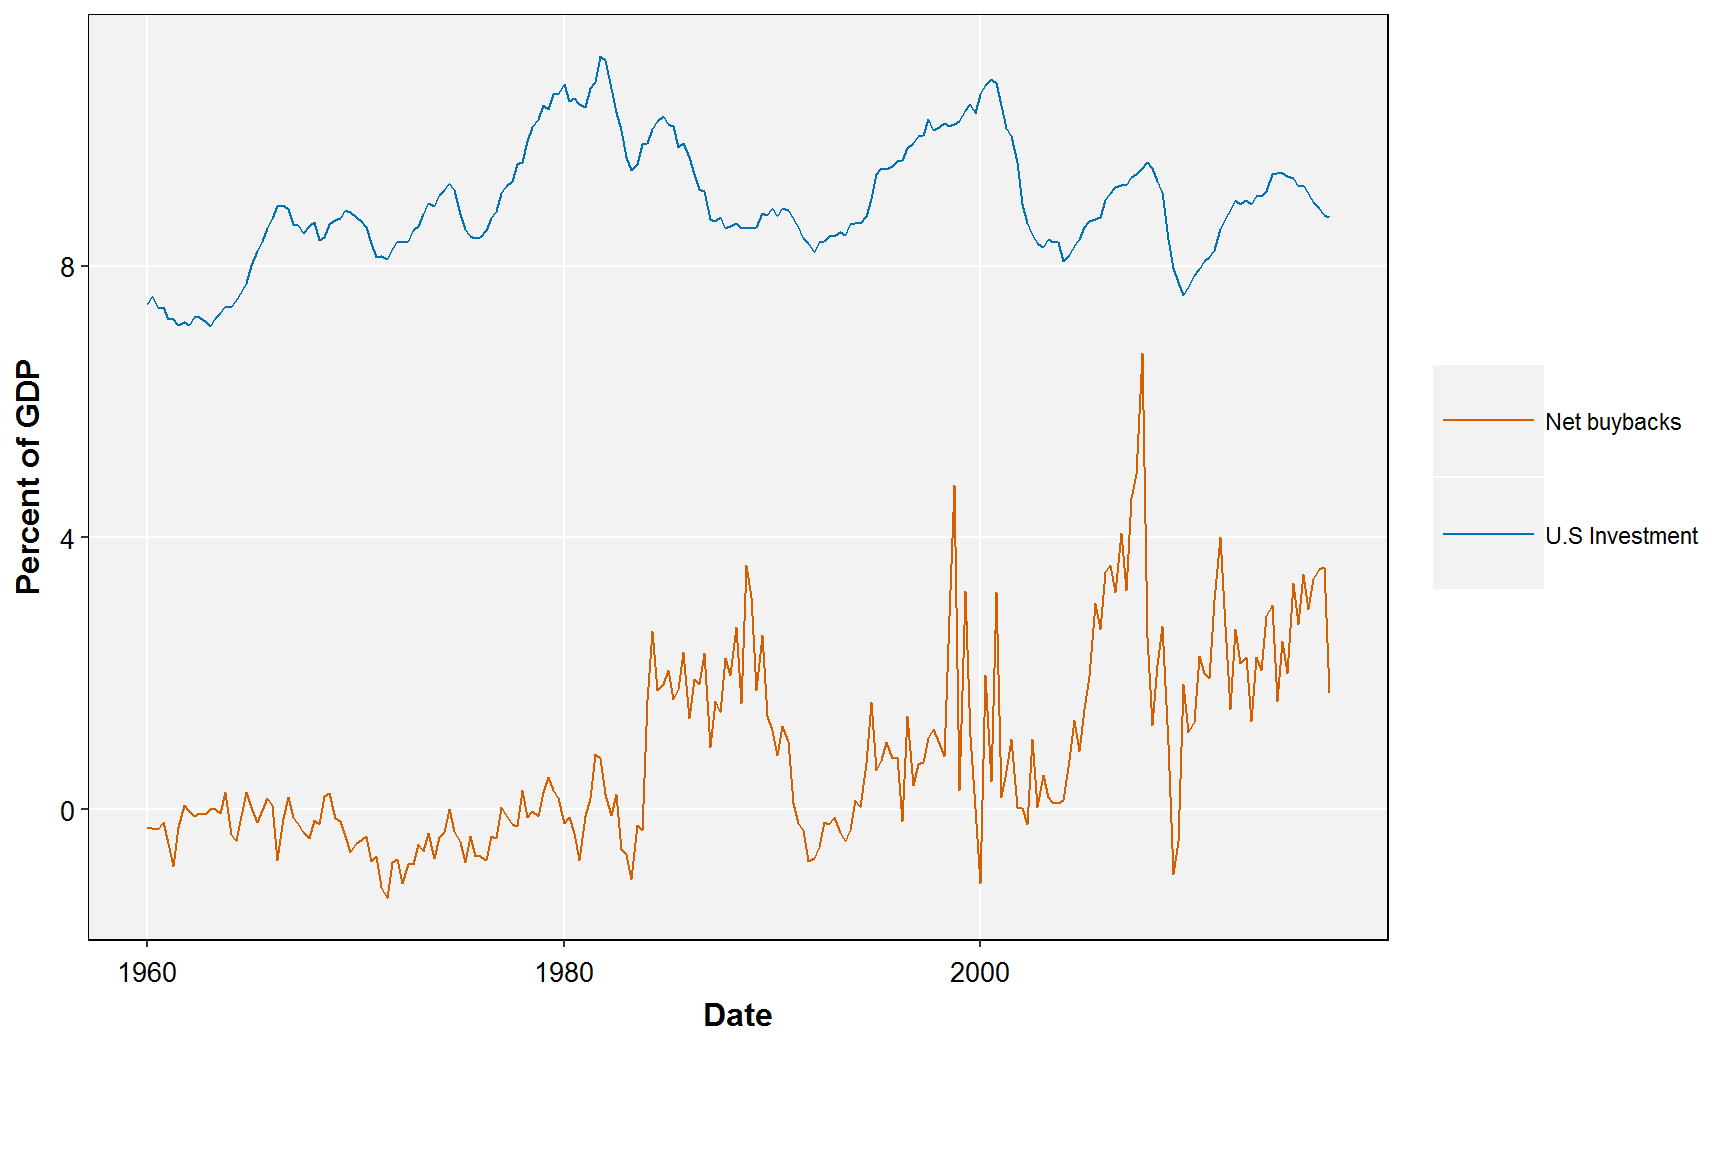 Percent of GDP
8
4
0
1960
1980
2000
Date
Net buybacks
U.S Investment